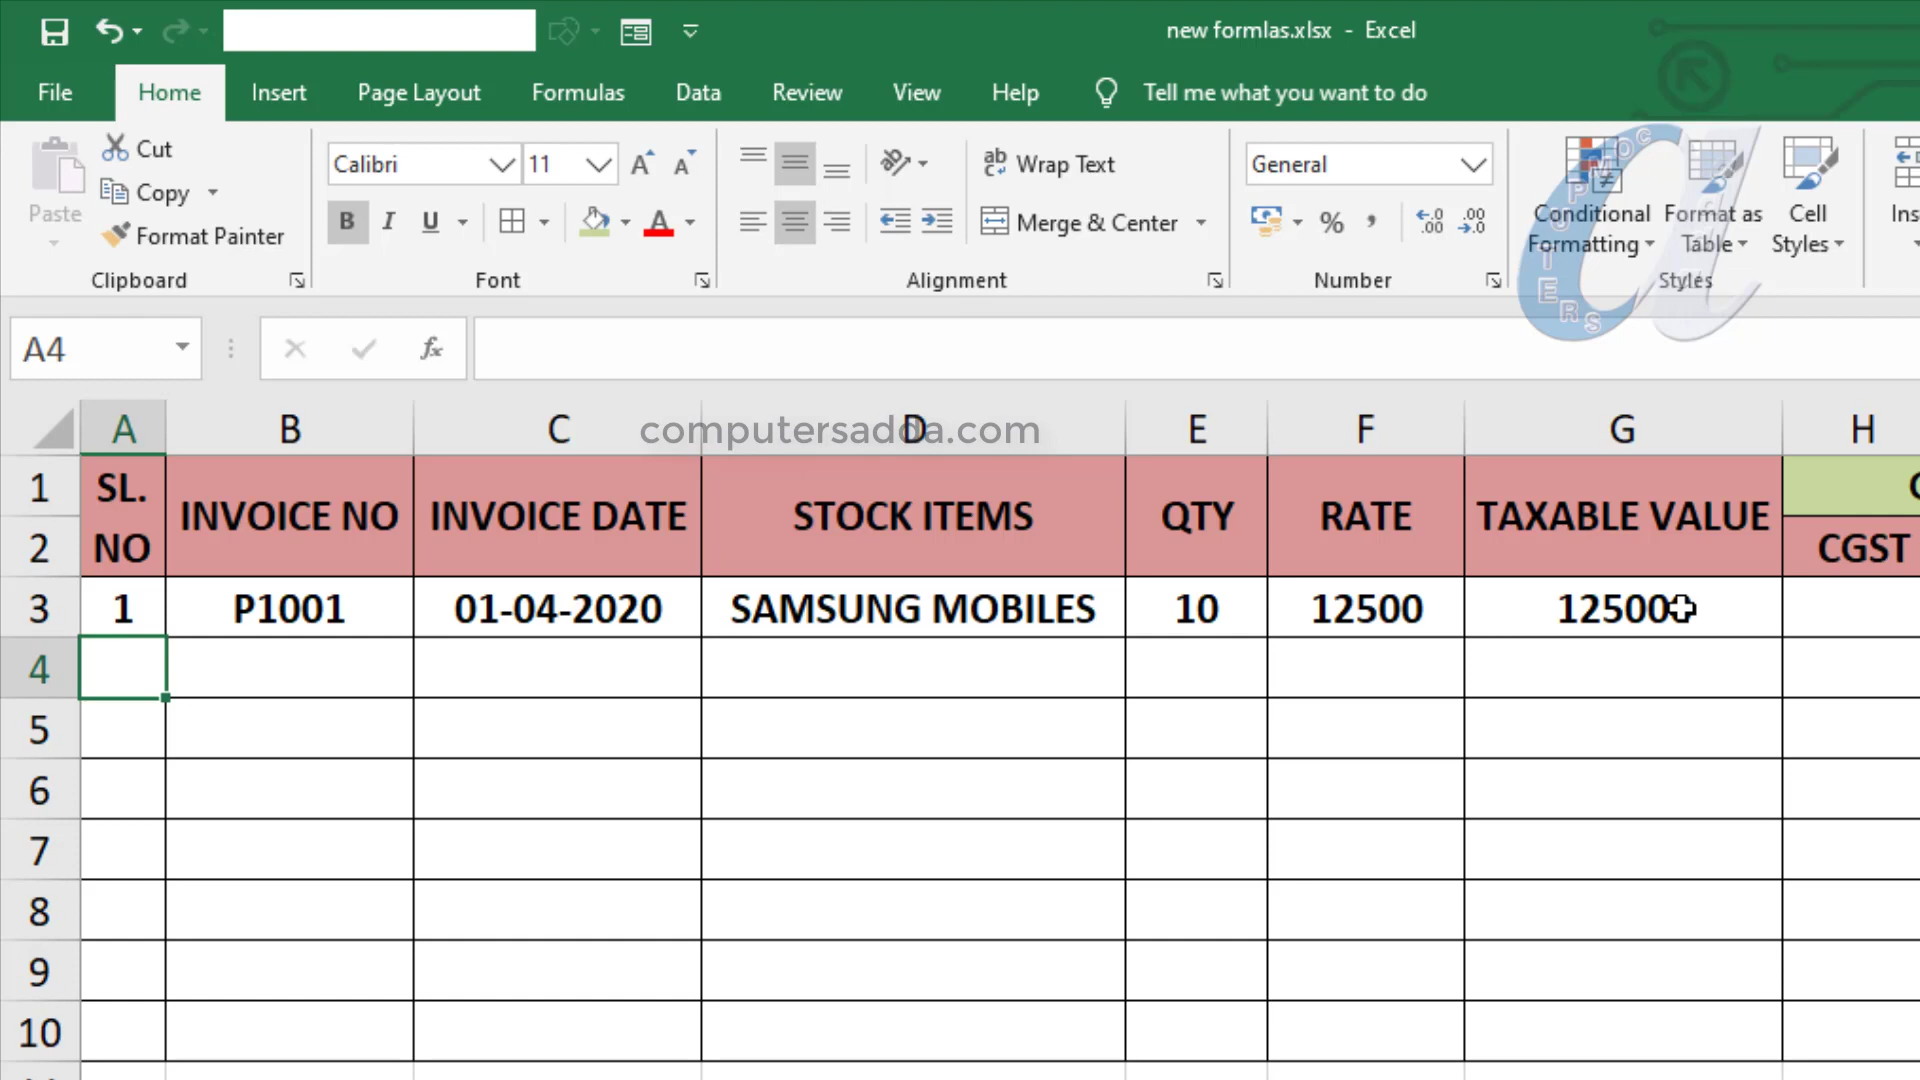 new formlas.xlsx - Excel
File Home Insert Page Layout Formulas Data Review View Help Tell me what you want to do
Paste
Cut
Copy
Format Painter
Clipboard
Calibri 11
B I U
Font
Wrap Text
Merge & Center
Alignment
General
%
Number
Conditional Formatting
Format as Table
Cell Styles
Styles
COMPUTERS
A4
fx
computersadda.com
A B C D E F G H
1 2 SL. NO INVOICE NO INVOICE DATE STOCK ITEMS QTY RATE TAXABLE VALUE CGST
3 1 P1001 01-04-2020 SAMSUNG MOBILES 10 12500
4
5
6
7
8
9
10